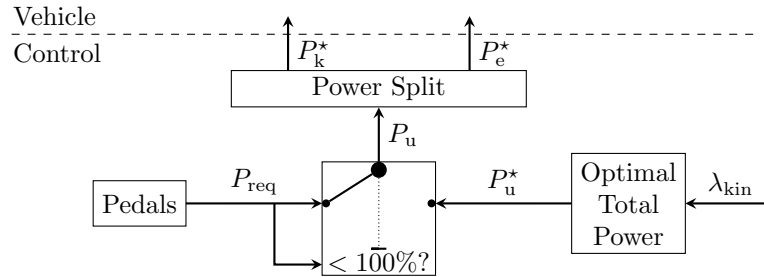 Vehicle
Control
P⋆k
P⋆e
Power Split
Pu
Preq
P⋆u
λkin
Pedals
Optimal
Total
Power
< 100%?